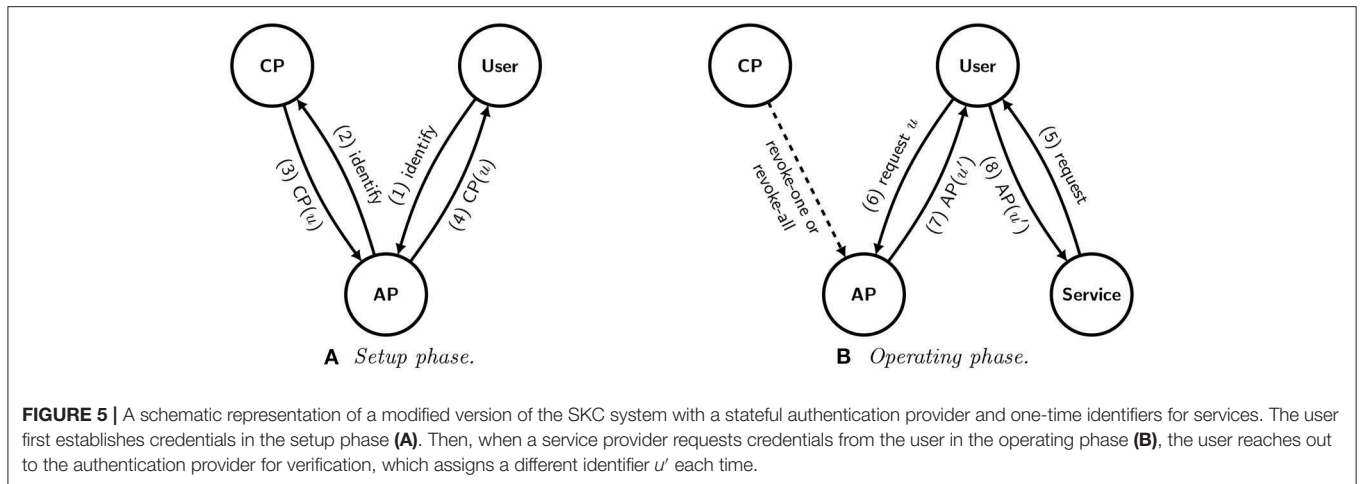 CP
User
(1) identify
(2) identify
(3) CP(u)
(4) CP(u)
AP
A Setup phase.
CP
User
revoke-one or
revoke-all
(6) request u
(7) AP(u′)
(8) AP(u′)
(5) request
AP
Service
B Operating phase.
FIGURE 5 | A schematic representation of a modified version of the SKC system with a stateful authentication provider and one-time identifiers for services. The user
first establishes credentials in the setup phase (A). Then, when a service provider requests credentials from the user in the operating phase (B), the user reaches out
to the authentication provider for verification, which assigns a different identifier u′ each time.